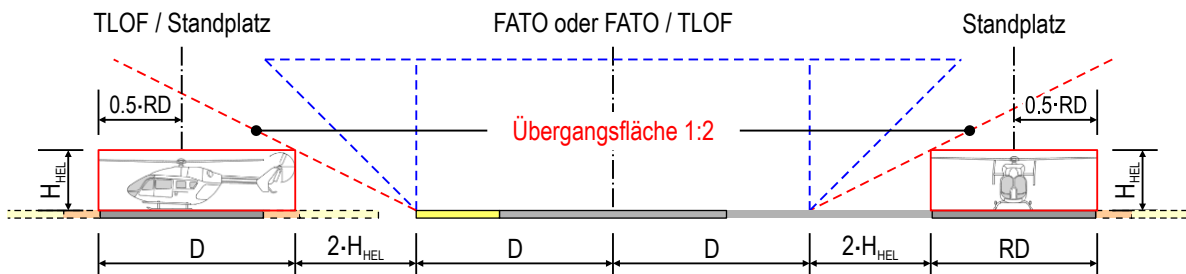 TLOF / Standplatz
FATO oder FATO / TLOF
Standplatz
0.5·RD
0.5·RD
Übergangsfläche 1:2
H_HEL
H_HEL
D
2·H_HEL
D
D
2·H_HEL
RD